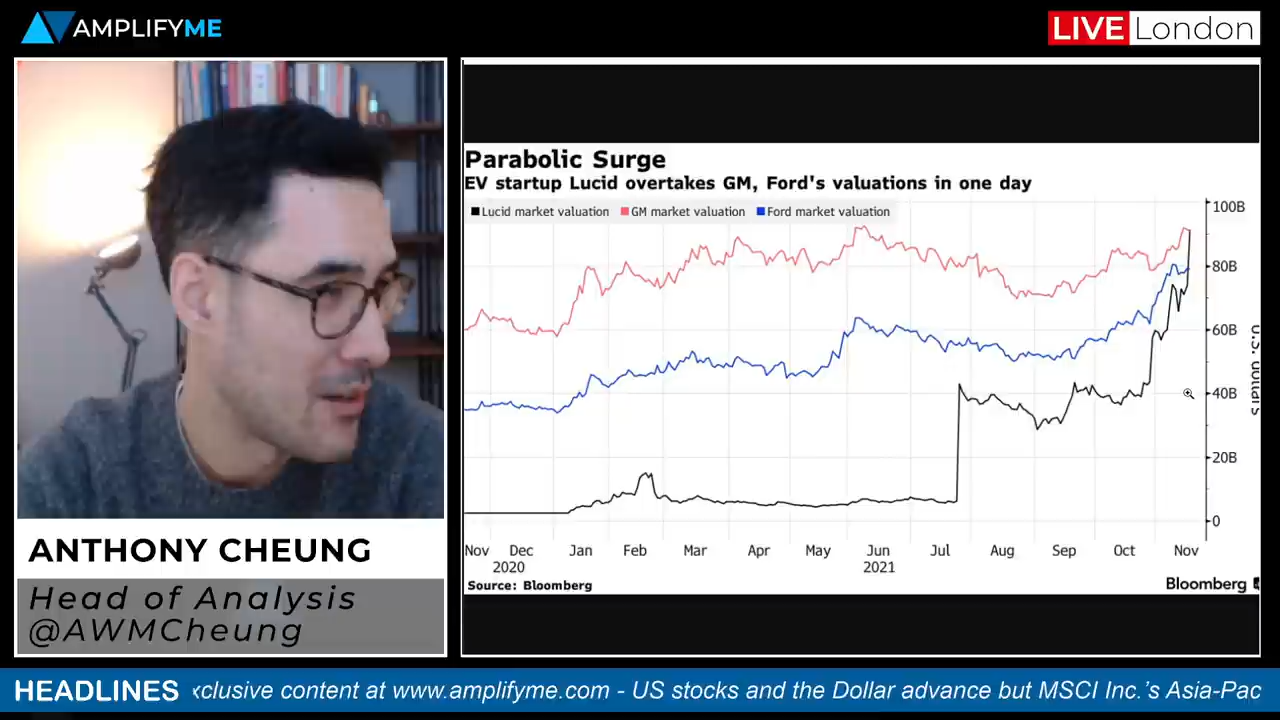 AMPLIFYME
LIVE London
Parabolic Surge
EV startup Lucid overtakes GM, Ford's valuations in one day
Lucid market valuation GM market valuation Ford market valuation
100B
80B
60B
40B
20B
0
U.S. dollars
Nov Dec Jan Feb Mar Apr May Jun Jul Aug Sep Oct Nov
2020 2021
Source: Bloomberg
Bloomberg
ANTHONY CHEUNG
Head of Analysis
@AWMCheung
HEADLINES xclusive content at www.amplifyme.com - US stocks and the Dollar advance but MSCI Inc.'s Asia-Pac